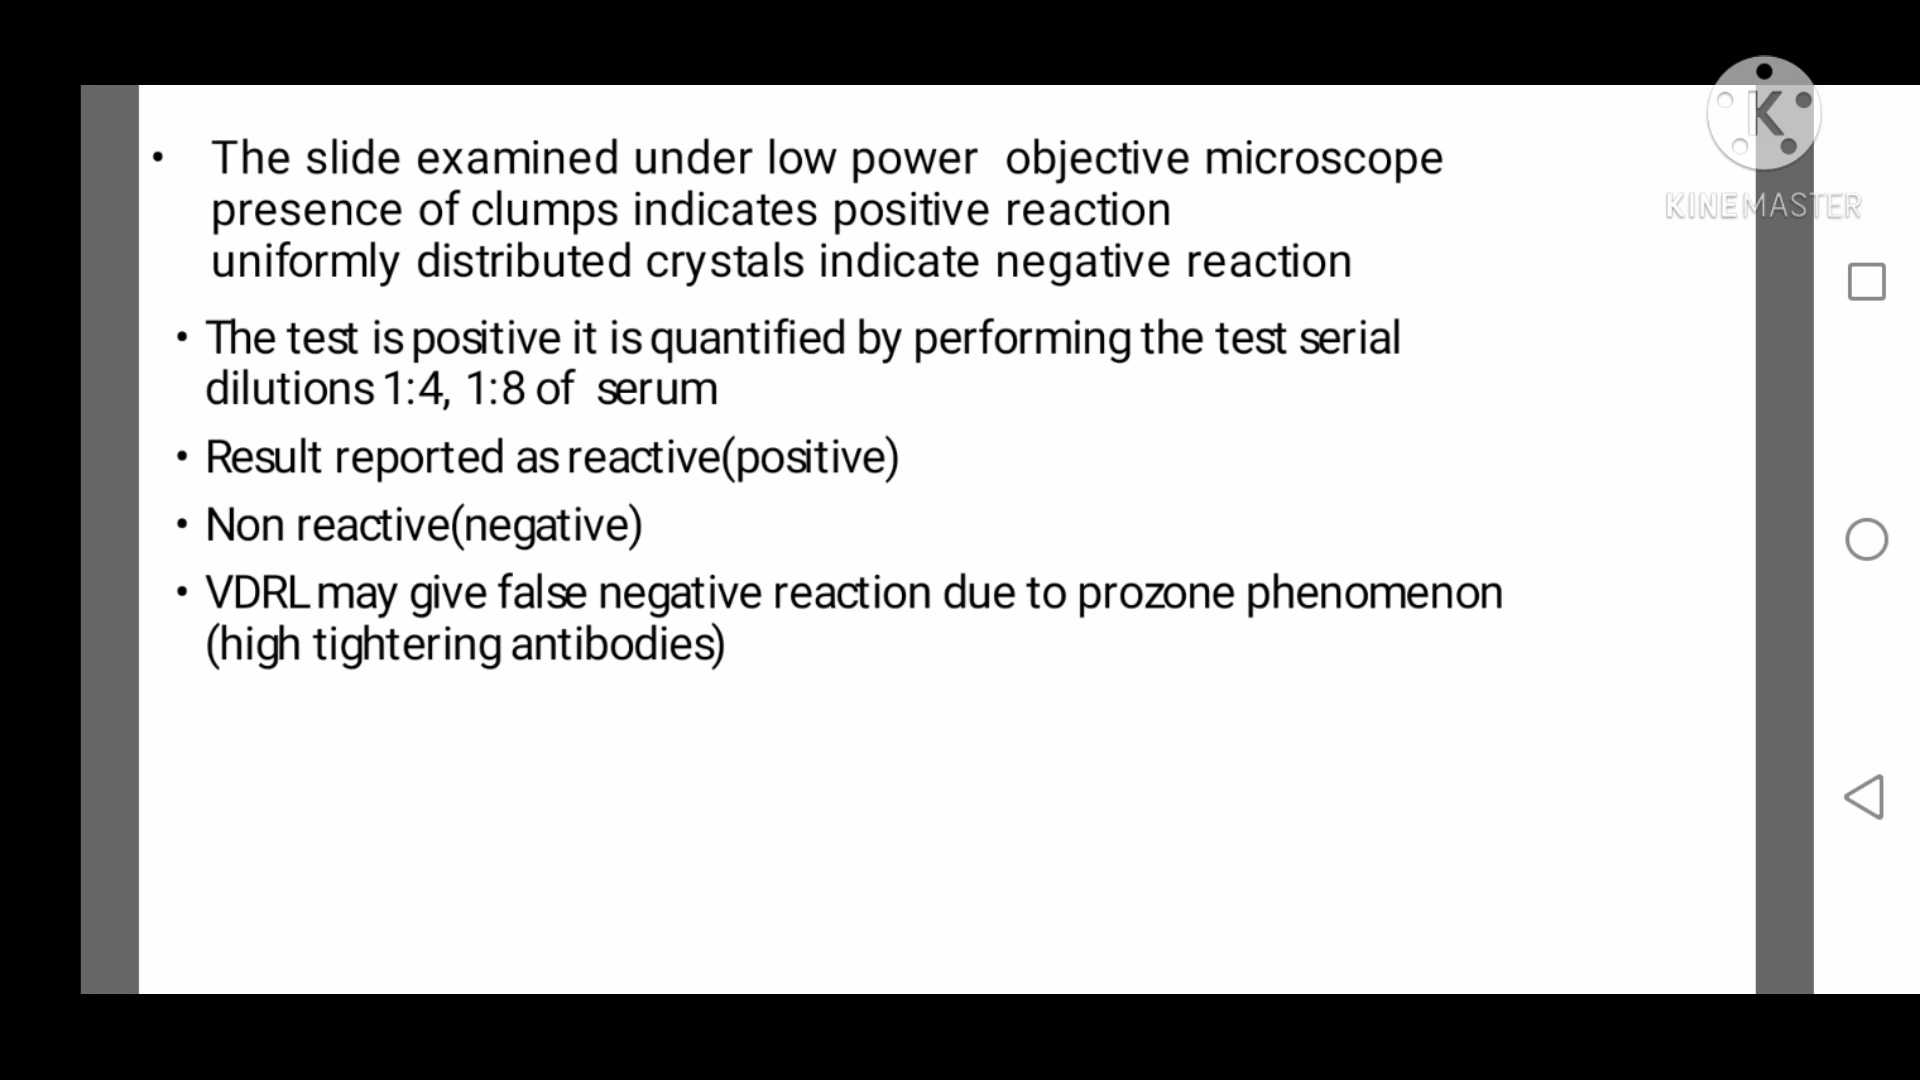 • The slide examined under low power objective microscope
presence of clumps indicates positive reaction
uniformly distributed crystals indicate negative reaction
• The test is positive it is quantified by performing the test serial
dilutions 1:4, 1:8 of serum
• Result reported as reactive(positive)
• Non reactive(negative)
• VDRL may give false negative reaction due to prozone phenomenon
(high tightering antibodies)
K
KINEMASTER